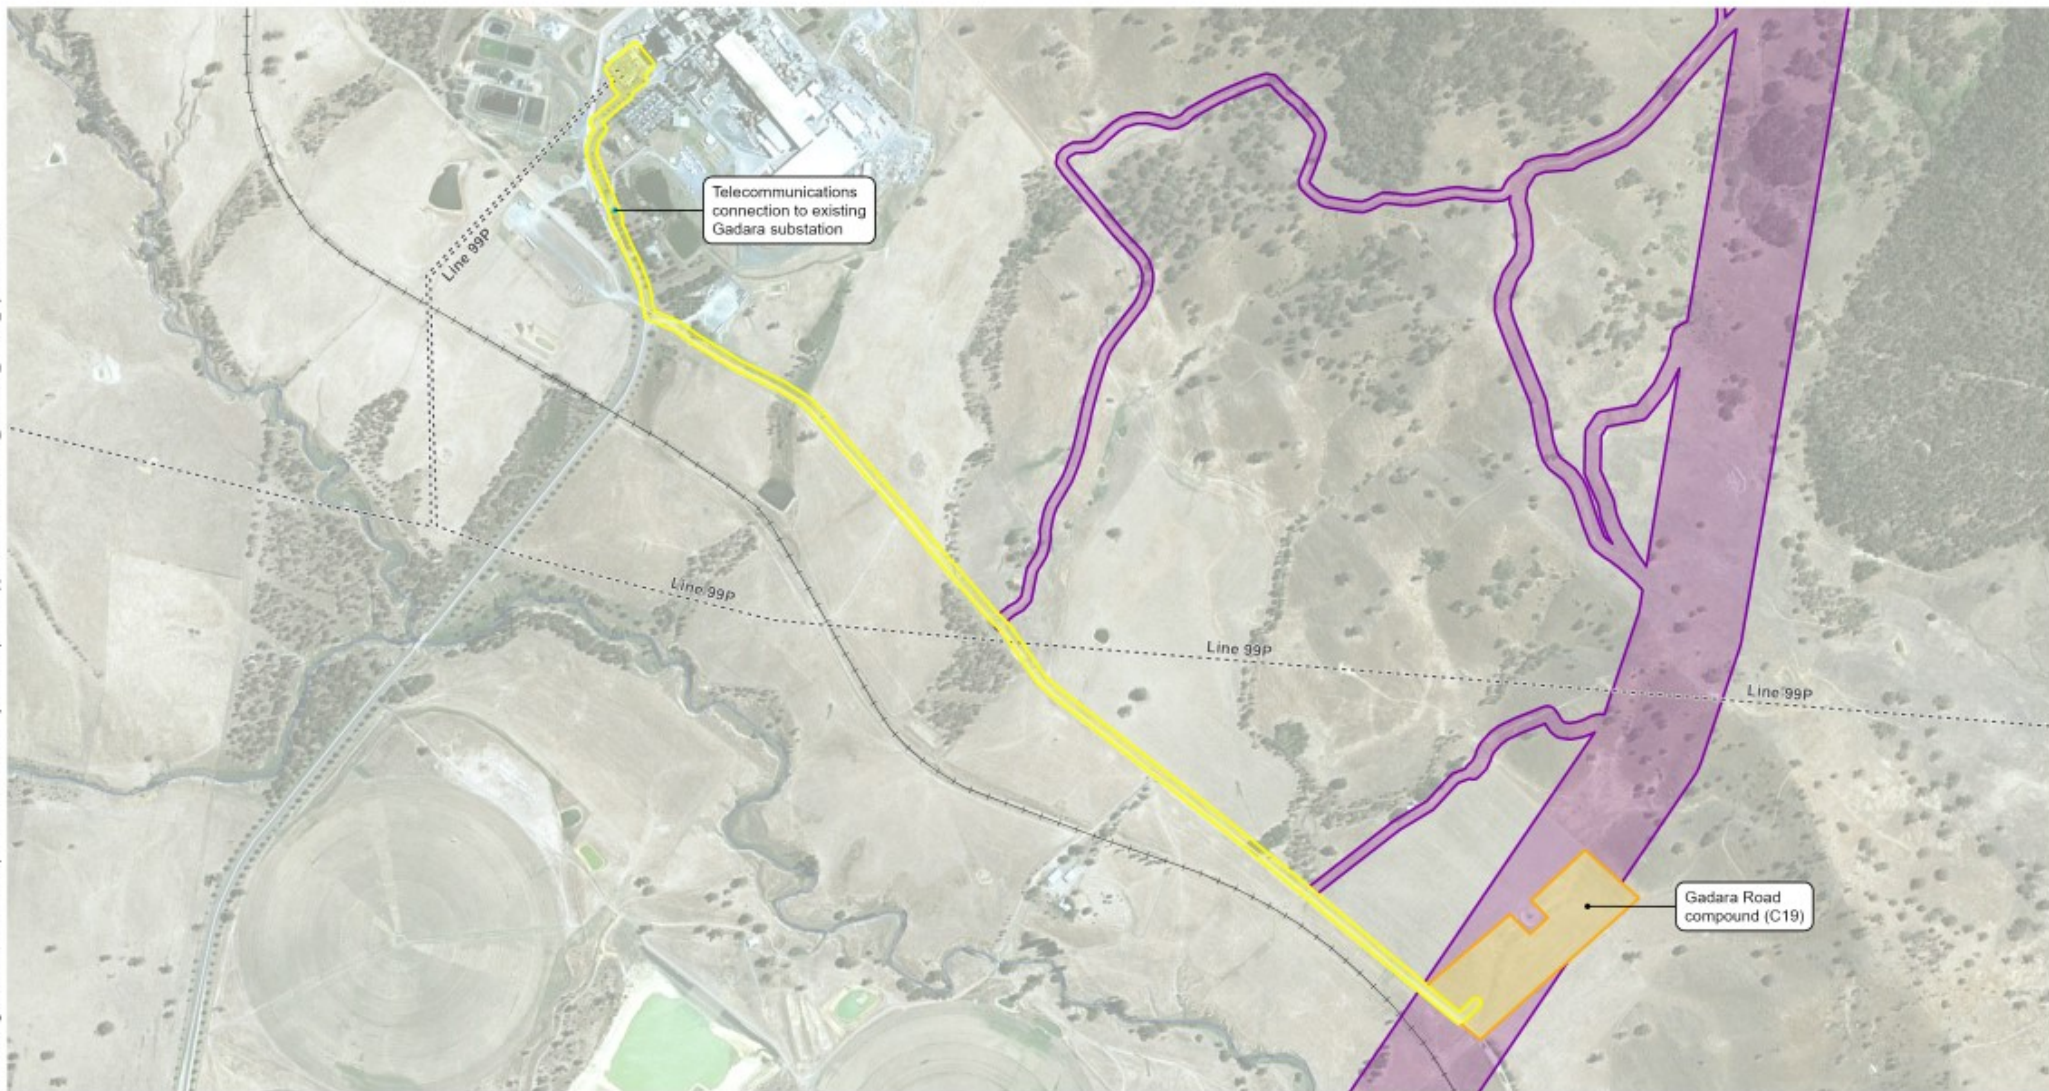 Telecommunications
connection to existing
Gadara substation
Line 99P
Line 99P
Line 99P
Line 99P
Gadara Road
compound (C19)